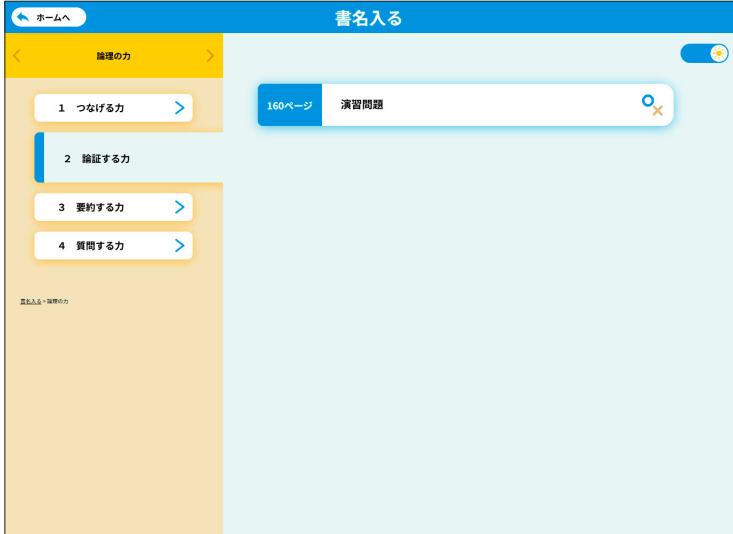 ホームへ
書名入る
論理の力
1 つなげる力
2 論証する力
3 要約する力
4 質問する力
書名入る > 論理の力
160ページ 演習問題